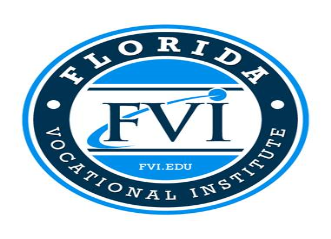 FLORIDA
FVI
FVI.EDU
VOCATIONAL INSTITUTE